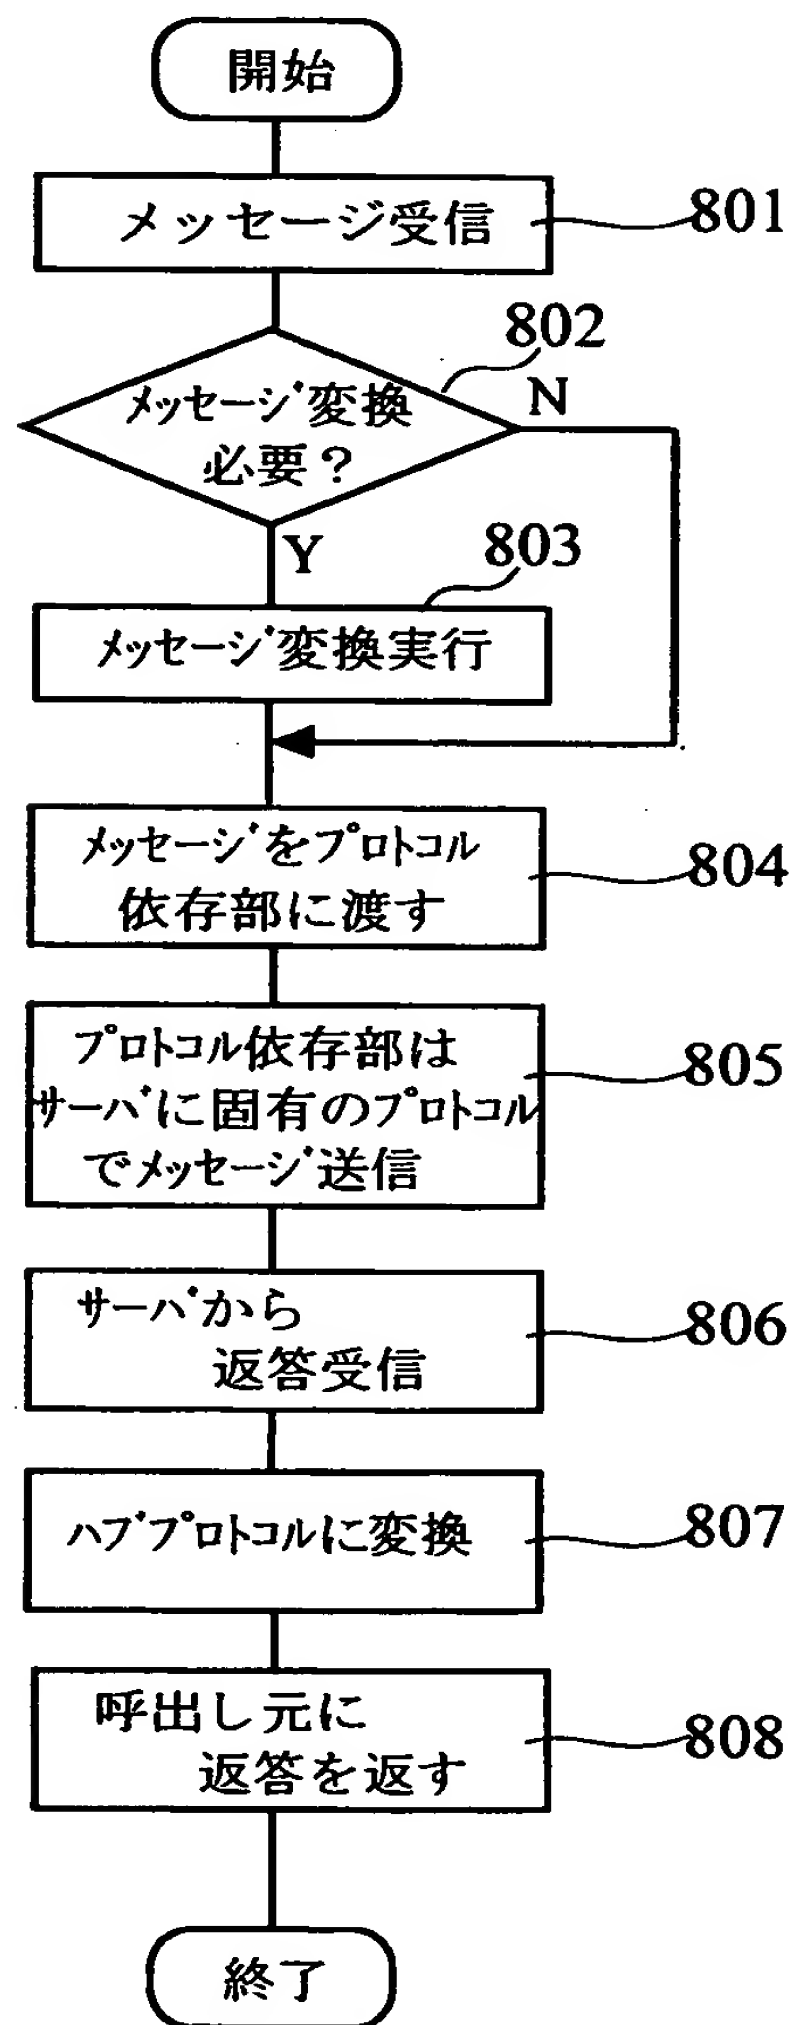 開始
メッセージ受信
801
802
メッセージ変換
必要？
N
Y
803
メッセージ変換実行
メッセージをプロトコル
依存部に渡す
804
プロトコル依存部は
サーバに固有のプロトコル
でメッセージ送信
805
サーバから
返答受信
806
ハブプロトコルに変換
807
呼出し元に
返答を返す
808
終了